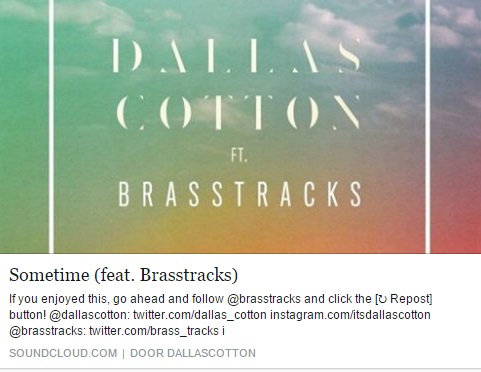 DALLAS
COTTON
FT.
BRASSTRACKS
Sometime (feat. Brasstracks)
If you enjoyed this, go ahead and follow @brasstracks and click the [↻ Repost]
button! @dallascotton: twitter.com/dallas_cotton instagram.com/itsdallascotton
@brasstracks: twitter.com/brass_tracks i
SOUNDCLOUD.COM | DOOR DALLASCOTTON